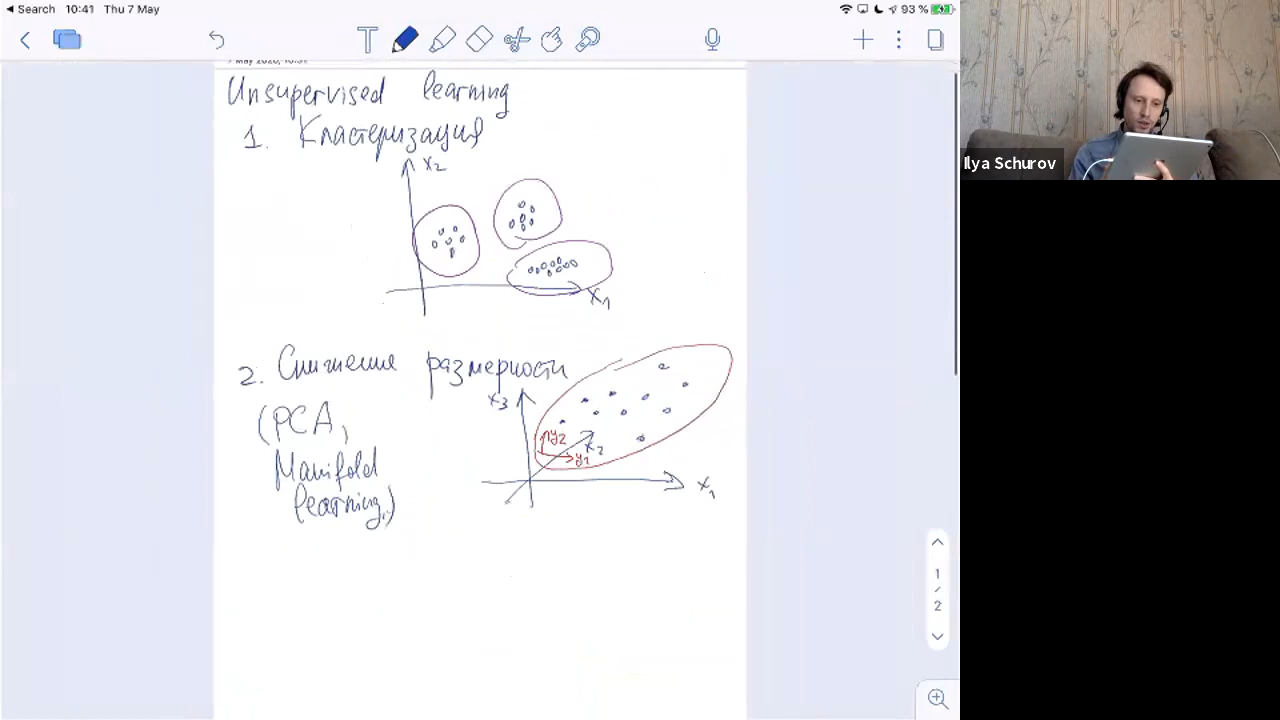 Search 10:41 Thu 7 May
93 %
Unsupervised learning
1. Кластеризация
x2
x1
2. Снижение размерности
(PCA,
Manifold
learning,)
x3
y2
x2
y1
x1
Ilya Schurov
1
/
2